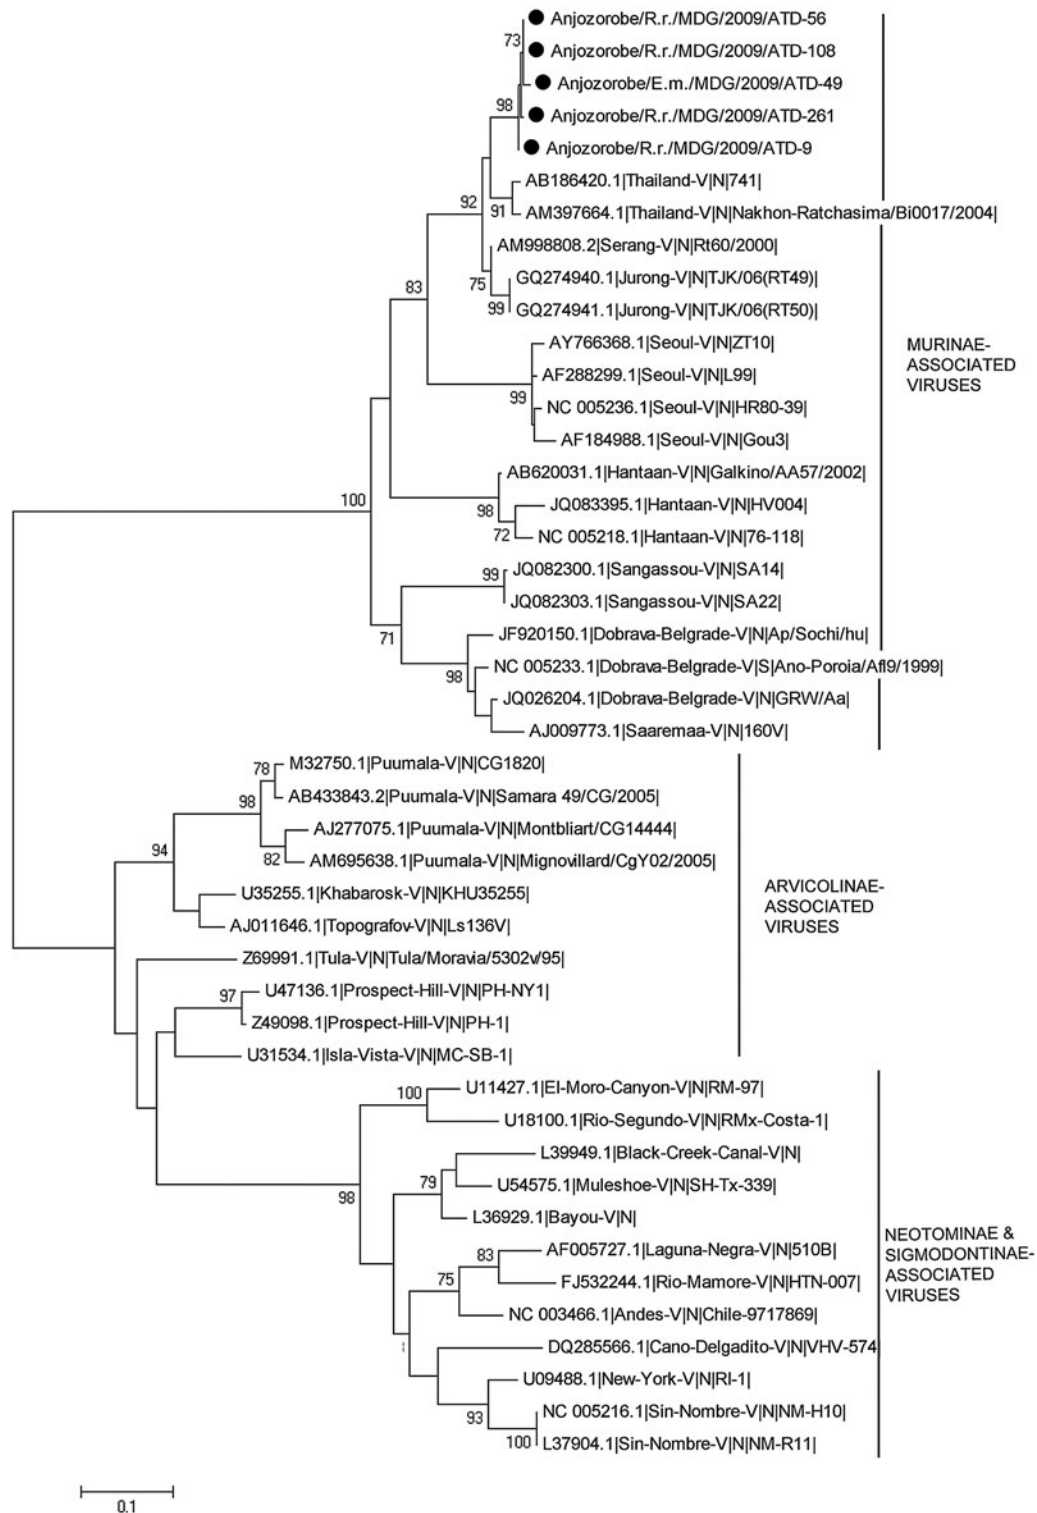 Anjozorobe/R.r./MDG/2009/ATD-56
73
Anjozorobe/R.r./MDG/2009/ATD-108
Anjozorobe/E.m./MDG/2009/ATD-49
98
Anjozorobe/R.r./MDG/2009/ATD-261
Anjozorobe/R.r./MDG/2009/ATD-9
AB186420.1|Thailand-V|N|741|
92
91
AM397664.1|Thailand-V|N|Nakhon-Ratchasima/Bi0017/2004|
AM998808.2|Serang-V|N|Rt60/2000|
GQ274940.1|Jurong-V|N|TJK/06(RT49)|
75
83
99
GQ274941.1|Jurong-V|N|TJK/06(RT50)|
AY766368.1|Seoul-V|N|ZT10|
MURINAE-
ASSOCIATED
VIRUSES
AF288299.1|Seoul-V|N|L99|
99
NC 005236.1|Seoul-V|N|HR80-39|
AF184988.1|Seoul-V|N|Gou3|
AB620031.1|Hantaan-V|N|Galkino/AA57/2002|
100
98
JQ083395.1|Hantaan-V|N|HV004|
72
NC 005218.1|Hantaan-V|N|76-118|
99
JQ082300.1|Sangassou-V|N|SA14|
JQ082303.1|Sangassou-V|N|SA22|
71
JF920150.1|Dobrava-Belgrade-V|N|Ap/Sochi/hu|
NC 005233.1|Dobrava-Belgrade-V|S|Ano-Poroia/Afl9/1999|
98
JQ026204.1|Dobrava-Belgrade-V|N|GRW/Aa|
AJ009773.1|Saaremaa-V|N|160V|
78
M32750.1|Puumala-V|N|CG1820|
98
AB433843.2|Puumala-V|N|Samara 49/CG/2005|
AJ277075.1|Puumala-V|N|Montbliart/CG14444|
94
82
AM695638.1|Puumala-V|N|Mignovillard/CgY02/2005|
U35255.1|Khabarosk-V|N|KHU35255|
ARVICOLINAE-
ASSOCIATED
VIRUSES
AJ011646.1|Topografov-V|N|Ls136V|
Z69991.1|Tula-V|N|Tula/Moravia/5302v/95|
97
U47136.1|Prospect-Hill-V|N|PH-NY1|
Z49098.1|Prospect-Hill-V|N|PH-1|
U31534.1|Isla-Vista-V|N|MC-SB-1|
U11427.1|El-Moro-Canyon-V|N|RM-97|
100
U18100.1|Rio-Segundo-V|N|RMx-Costa-1|
L39949.1|Black-Creek-Canal-V|N|
79
U54575.1|Muleshoe-V|N|SH-Tx-339|
98
L36929.1|Bayou-V|N|
NEOTOMINAE &
SIGMODONTINAE-
ASSOCIATED
VIRUSES
83
AF005727.1|Laguna-Negra-V|N|510B|
75
FJ532244.1|Rio-Mamore-V|N|HTN-007|
NC 003466.1|Andes-V|N|Chile-9717869|
DQ285566.1|Cano-Delgadito-V|N|VHV-574
U09488.1|New-York-V|N|RI-1|
93
NC 005216.1|Sin-Nombre-V|N|NM-H10|
100
L37904.1|Sin-Nombre-V|N|NM-R11|
0.1